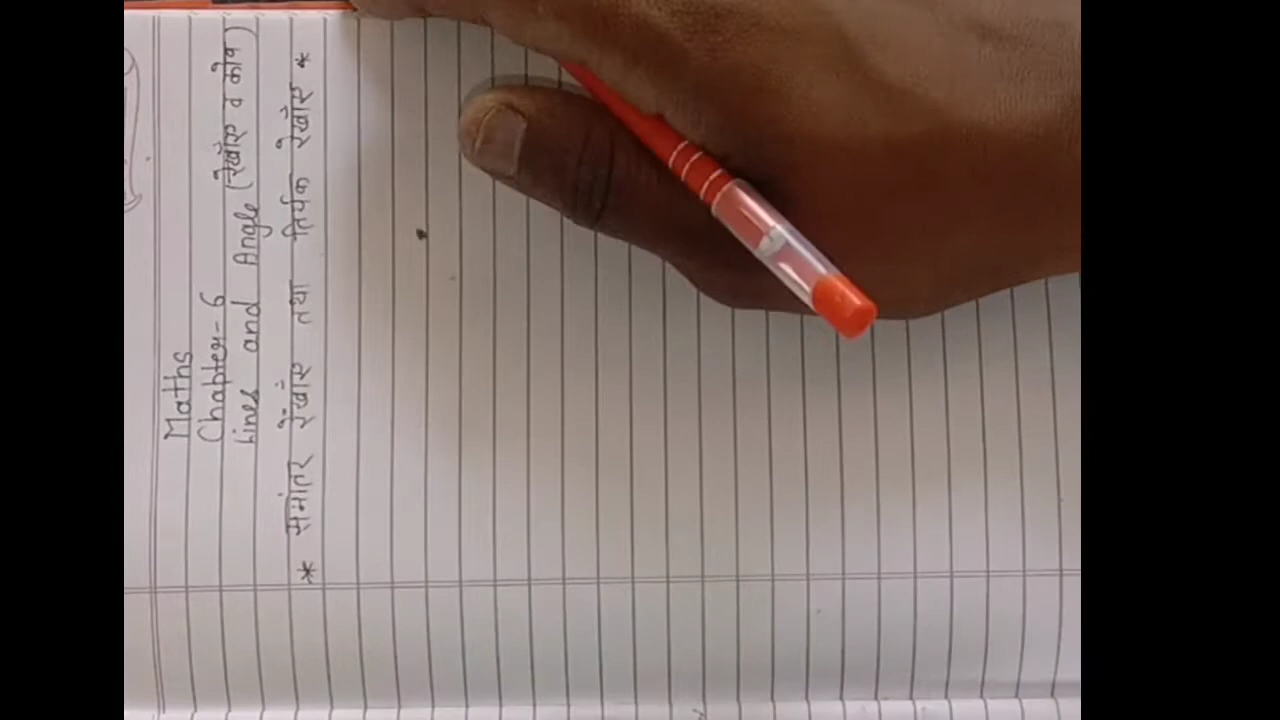 Maths
Chapter-6
Lines and Angle (रेखाँए व कोण)
* समांतर रेखाँए तथा तिर्यक रेखाँए *